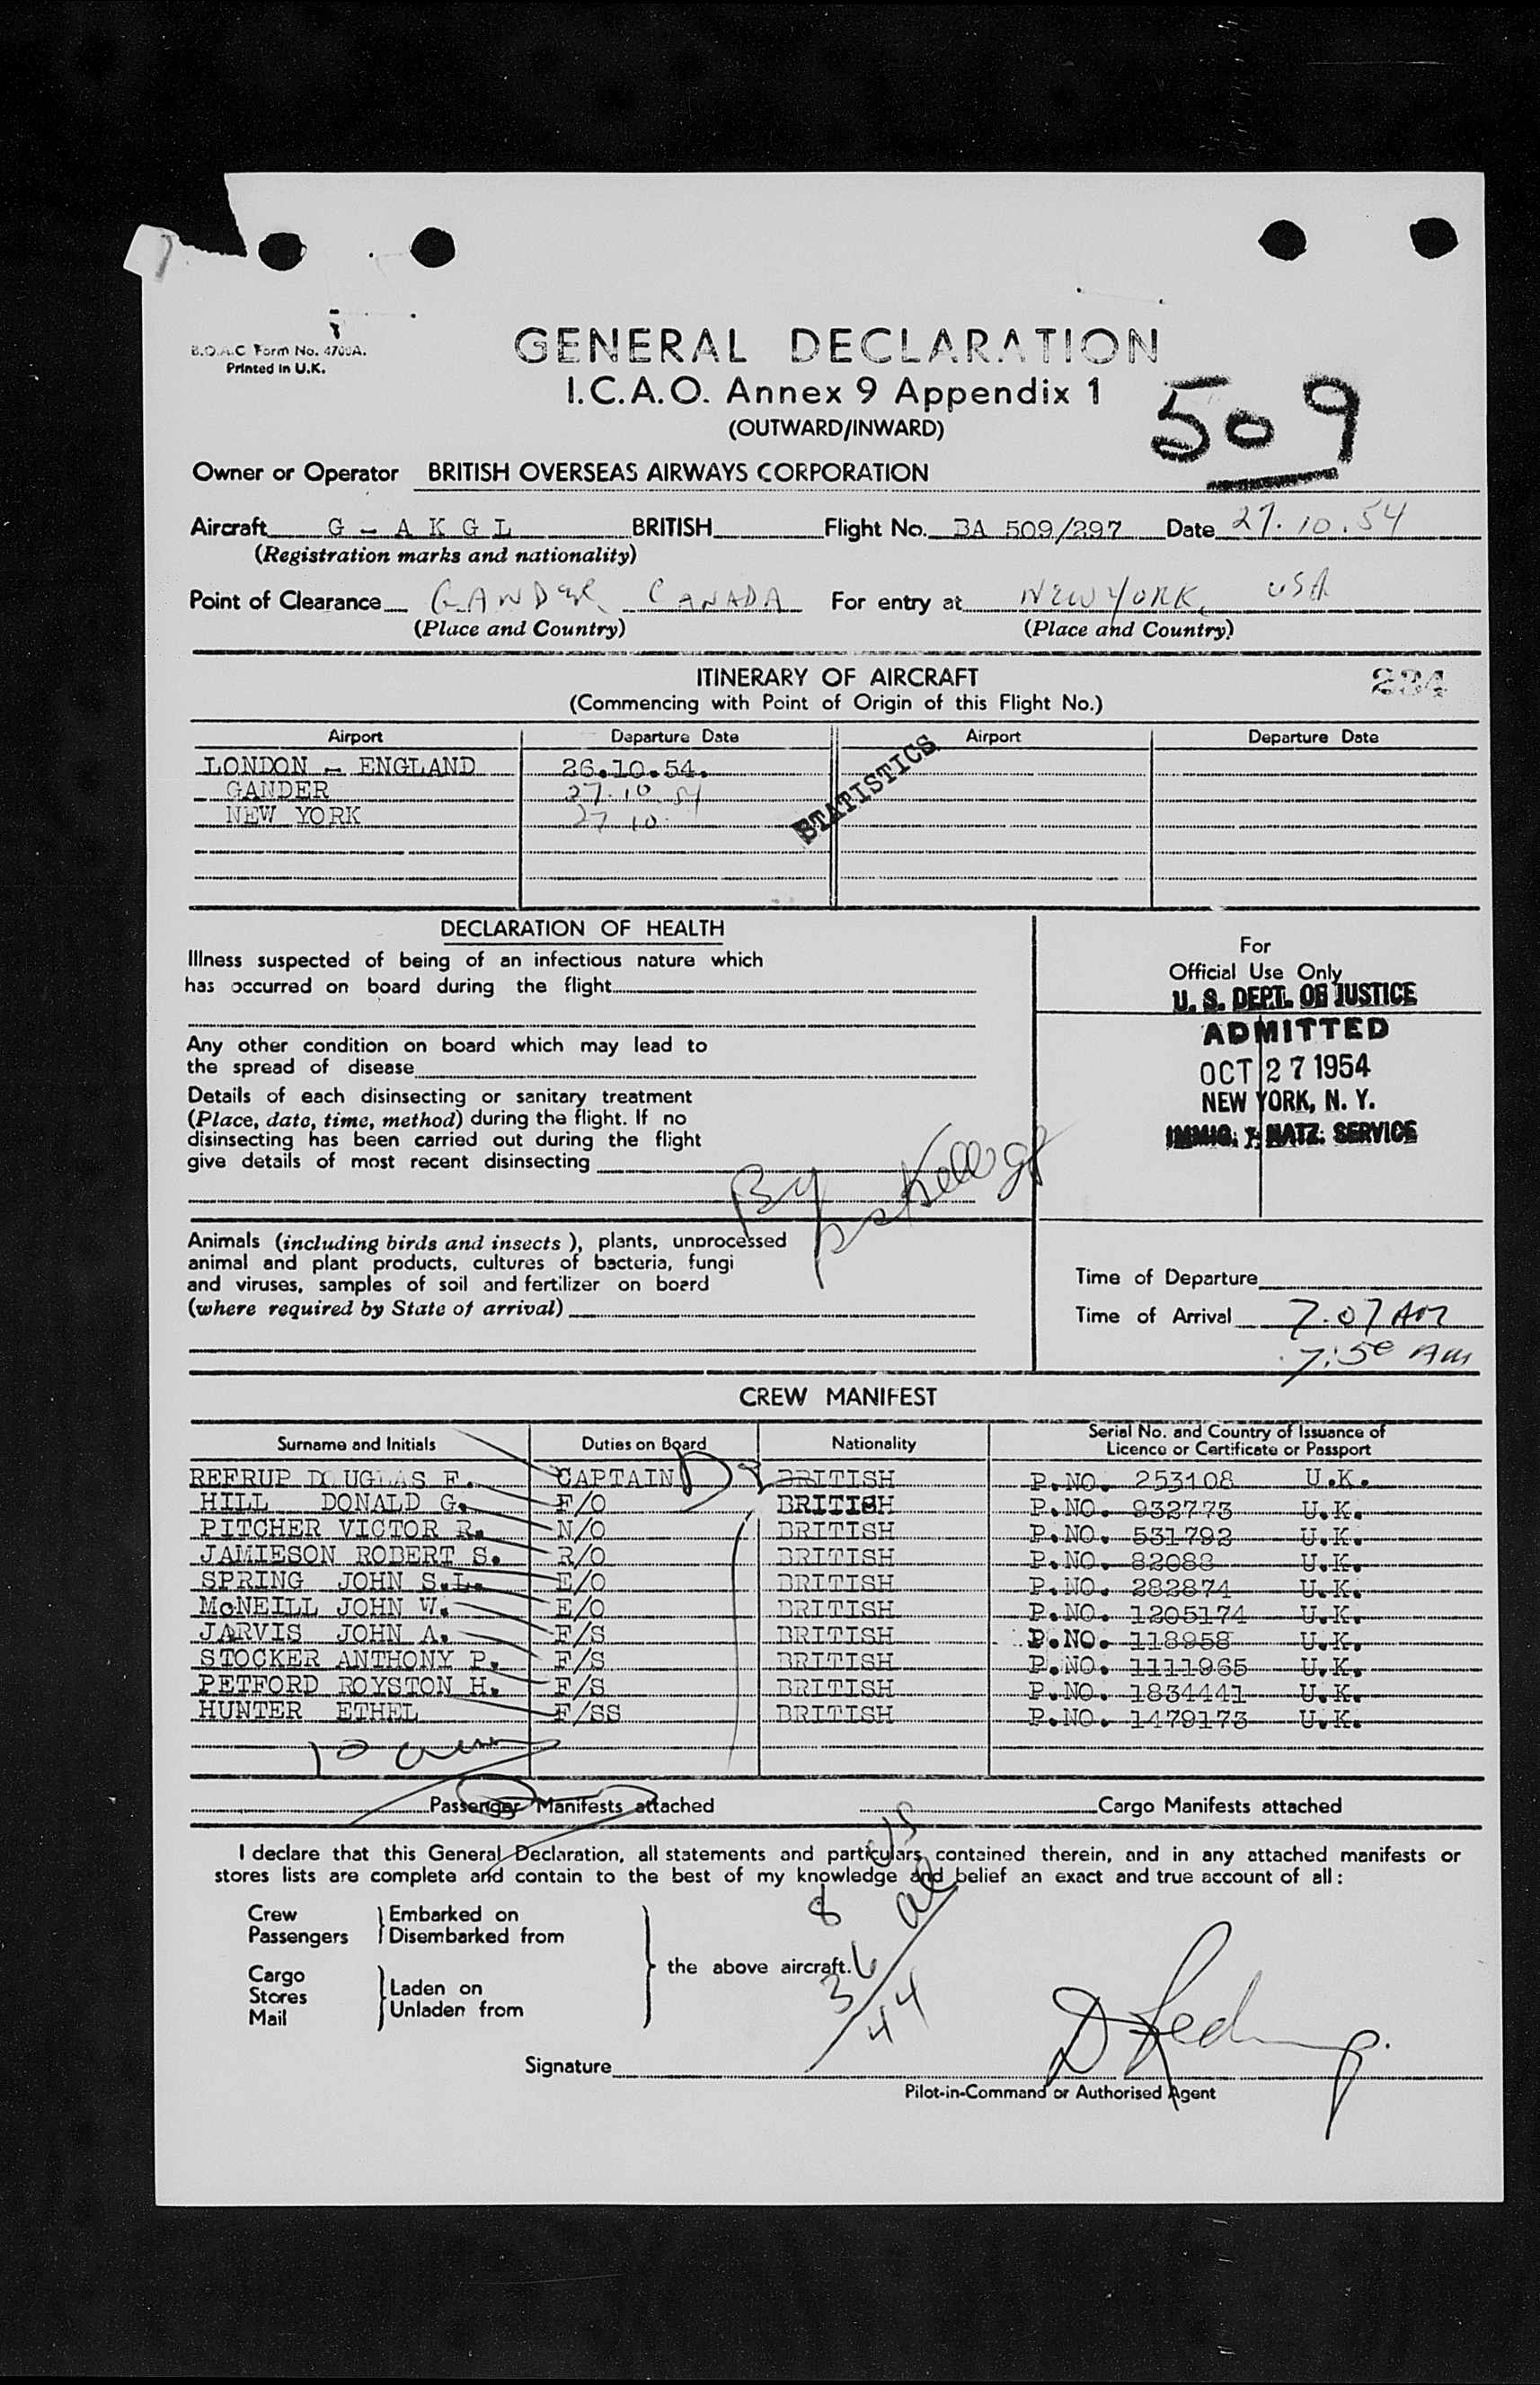 B.O.A.C. Form No. 4700A.
Printed in U.K.
GENERAL DECLARATION
I.C.A.O. Annex 9 Appendix 1
(OUTWARD/INWARD)
509
Owner or Operator BRITISH OVERSEAS AIRWAYS CORPORATION
Aircraft G - A K G L BRITISH Flight No. BA 509/297 Date 27.10.54
(Registration marks and nationality)
Point of Clearance GANDER, CANADA For entry at NEW YORK, USA
(Place and Country) (Place and Country)
ITINERARY OF AIRCRAFT
234
(Commencing with Point of Origin of this Flight No.)
Airport Departure Date Airport Departure Date
LONDON - ENGLAND 26.10.54.
GANDER 27.10.54
NEW YORK 27 10
STATISTICS
DECLARATION OF HEALTH
Illness suspected of being of an infectious nature which
has occurred on board during the flight
Any other condition on board which may lead to
the spread of disease
Details of each disinsecting or sanitary treatment
(Place, date, time, method) during the flight. If no
disinsecting has been carried out during the flight
give details of most recent disinsecting
By Kellogg
Animals (including birds and insects ), plants, unprocessed
animal and plant products, cultures of bacteria, fungi
and viruses, samples of soil and fertilizer on board
(where required by State of arrival)
For
Official Use Only
U. S. DEPT. OF JUSTICE
ADMITTED
OCT 27 1954
NEW YORK, N. Y.
IMMIG. & NATZ. SERVICE
Time of Departure
Time of Arrival 7.07 AM
7:50 AM
CREW MANIFEST
Surname and Initials Duties on Board Nationality Serial No. and Country of Issuance of
Licence or Certificate or Passport
REFRUP DOUGLAS F. CAPTAIN BRITISH P.NO. 253108 U.K.
HILL DONALD G. F/O BRITISH P.NO. 932773 U.K.
PITCHER VICTOR R. N/O BRITISH P.NO. 531792 U.K.
JAMIESON ROBERT S. R/O BRITISH P.NO. 82088 U.K.
SPRING JOHN S.L. E/O BRITISH P.NO. 282874 U.K.
McNEILL JOHN W. E/O BRITISH P.NO. 1205174 U.K.
JARVIS JOHN A. F/S BRITISH P.NO. 118958 U.K.
STOCKER ANTHONY P. F/S BRITISH P.NO. 1111965 U.K.
PETFORD ROYSTON H. F/S BRITISH P.NO. 1834441 U.K.
HUNTER ETHEL F/SS BRITISH P.NO. 1479173 U.K.
10 crew
Passenger Manifests attached Cargo Manifests attached
I declare that this General Declaration, all statements and particulars contained therein, and in any attached manifests or
stores lists are complete and contain to the best of my knowledge and belief an exact and true account of all :
Crew Embarked on
Passengers Disembarked from
the above aircraft.
Cargo Laden on
Stores
Mail Unladen from
8
36
44
Signature
Pilot-in-Command or Authorised Agent